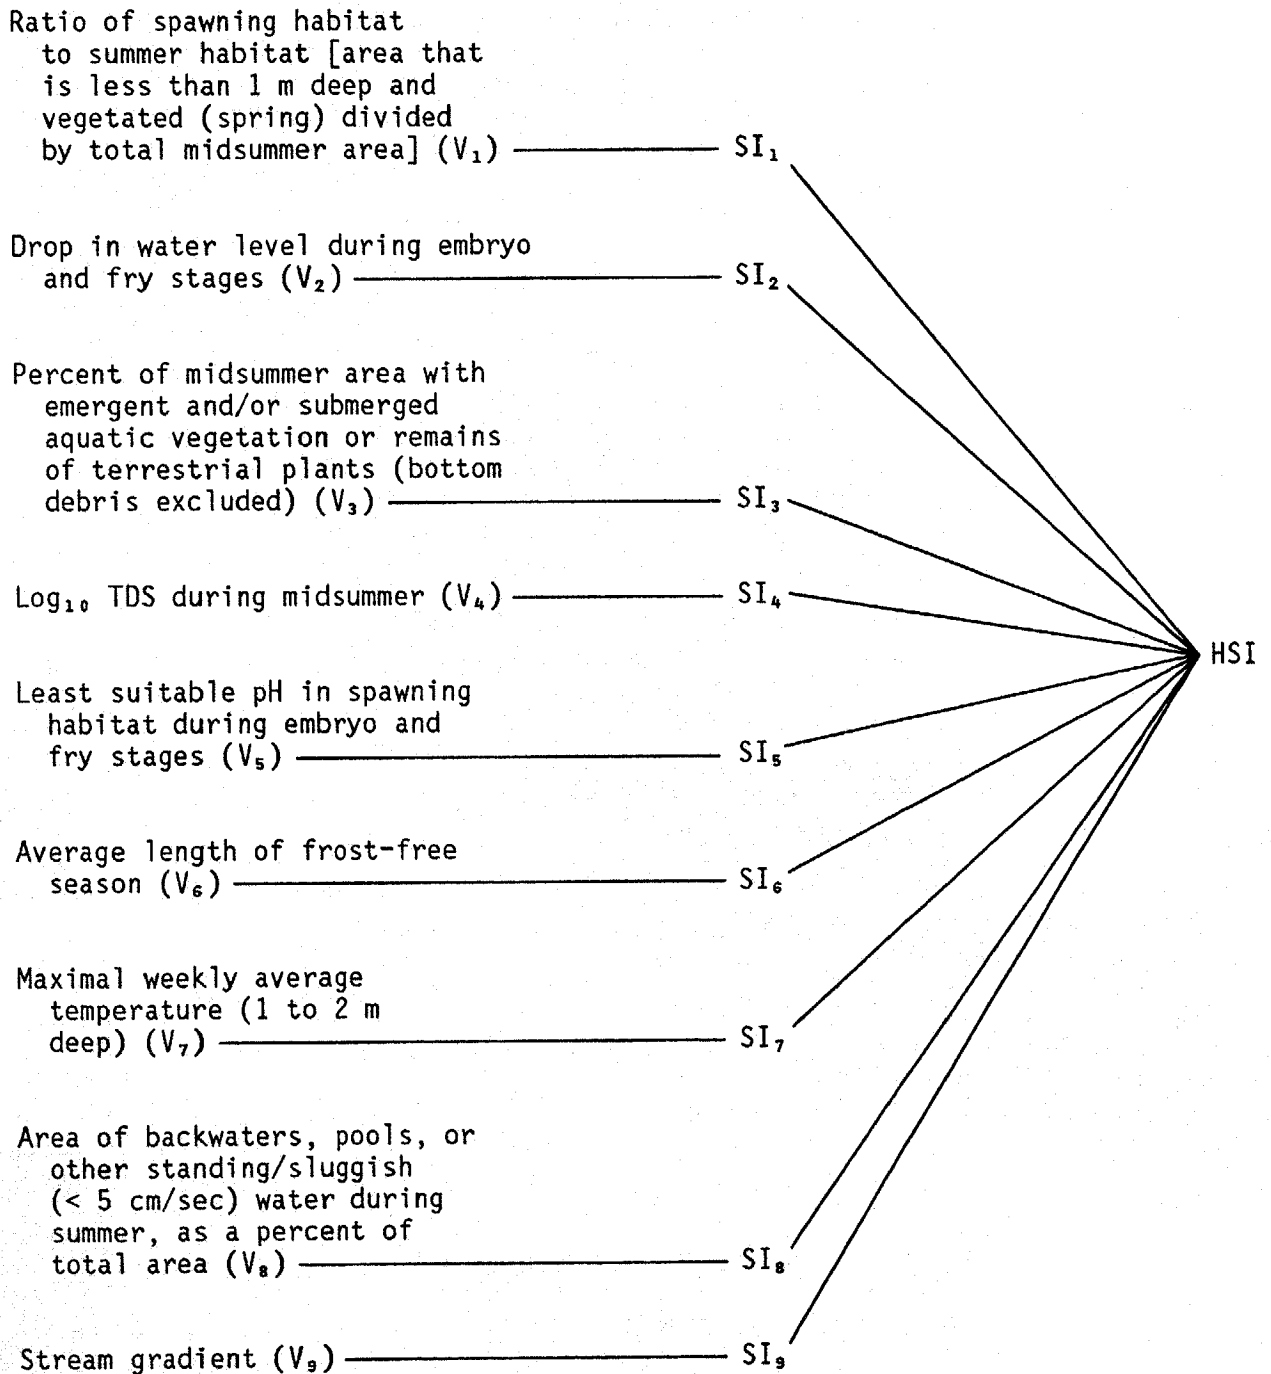 Ratio of spawning habitat
to summer habitat [area that
is less than 1 m deep and
vegetated (spring) divided
by total midsummer area] (V₁) SI₁
Drop in water level during embryo
and fry stages (V₂) SI₂
Percent of midsummer area with
emergent and/or submerged
aquatic vegetation or remains
of terrestrial plants (bottom
debris excluded) (V₃) SI₃
Log₁₀ TDS during midsummer (V₄) SI₄
HSI
Least suitable pH in spawning
habitat during embryo and
fry stages (V₅) SI₅
Average length of frost-free
season (V₆) SI₆
Maximal weekly average
temperature (1 to 2 m
deep) (V₇) SI₇
Area of backwaters, pools, or
other standing/sluggish
(< 5 cm/sec) water during
summer, as a percent of
total area (V₈) SI₈
Stream gradient (V₉) SI₉